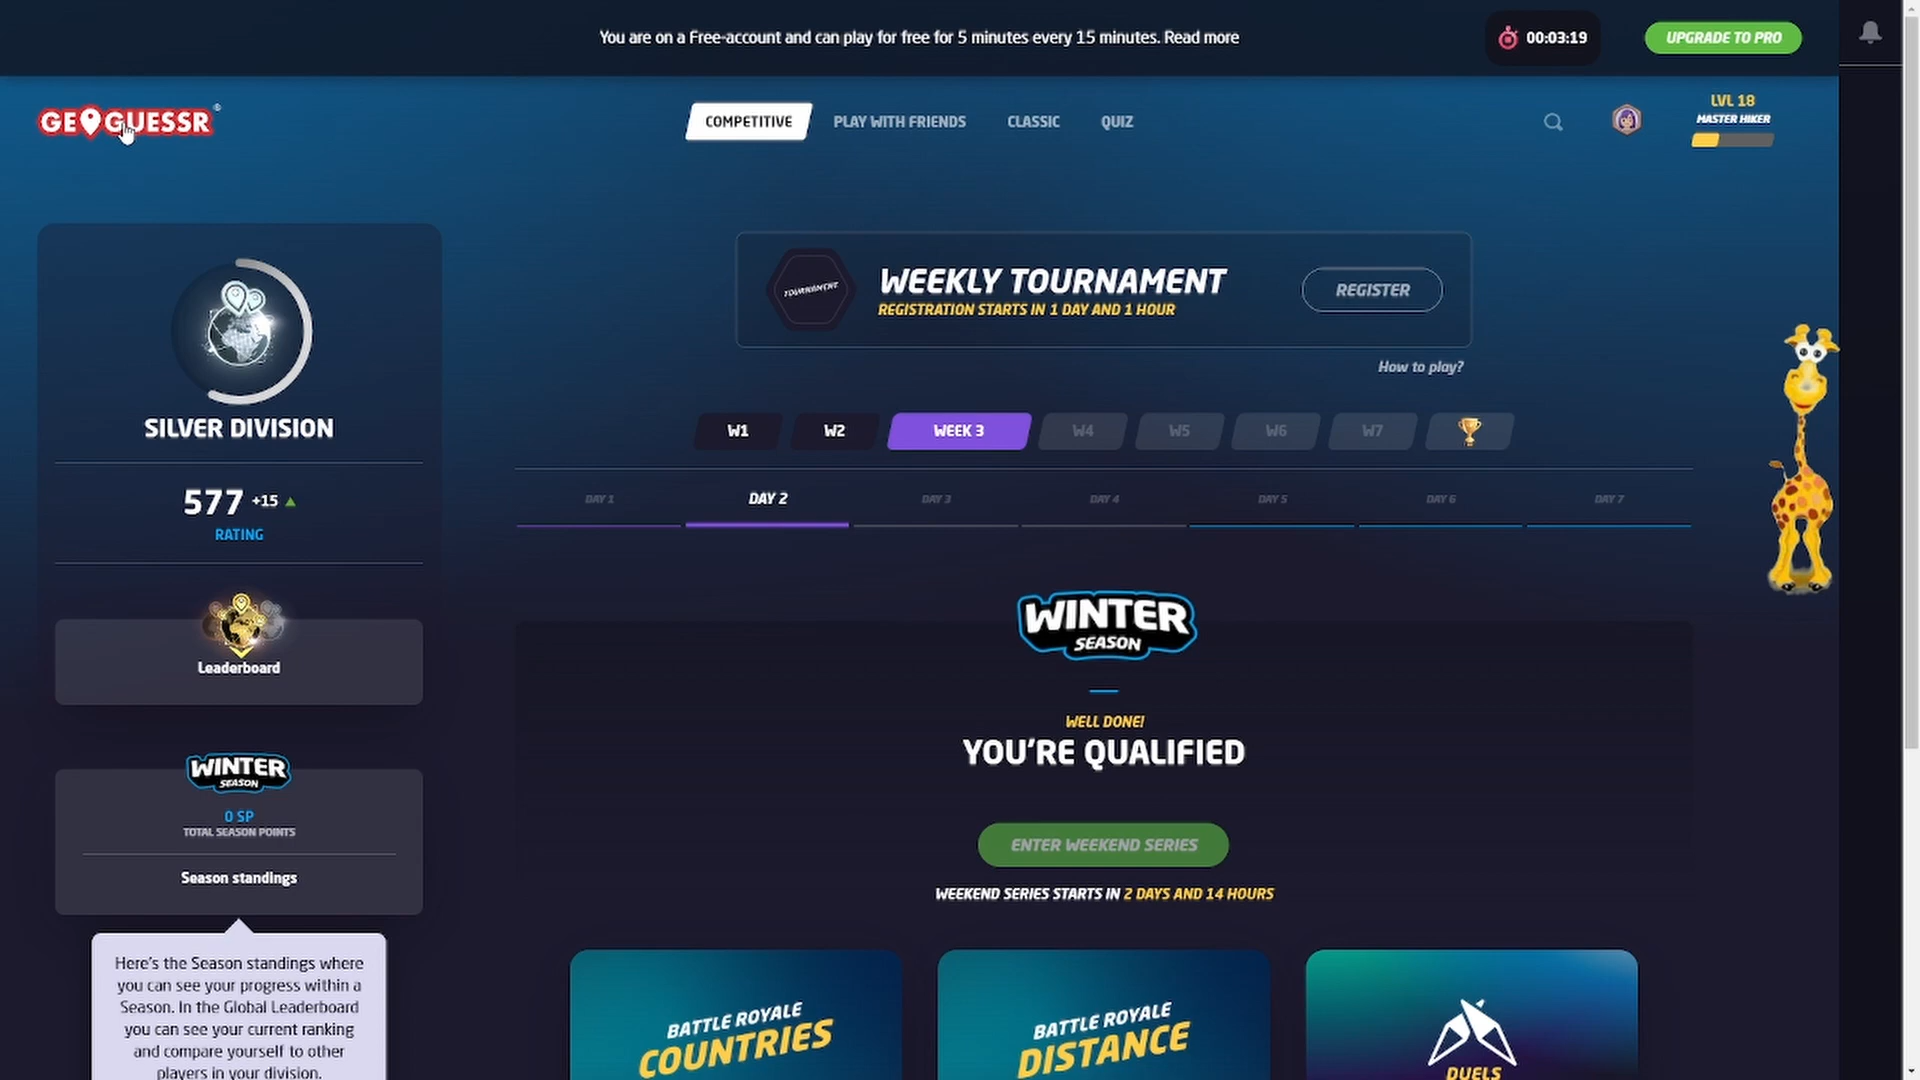 You are on a Free-account and can play for free for 5 minutes every 15 minutes. Read more
00:03:19
UPGRADE TO PRO
GEOGUESSR®
COMPETITIVE
PLAY WITH FRIENDS
CLASSIC
QUIZ
LVL 18
MASTER HIKER
SILVER DIVISION
577 +15
RATING
Leaderboard
WINTER
SEASON
0 SP
TOTAL SEASON POINTS
Season standings
Here's the Season standings where
you can see your progress within a
Season. In the Global Leaderboard
you can see your current ranking
and compare yourself to other
players in your division.
TOURNAMENT
WEEKLY TOURNAMENT
REGISTRATION STARTS IN 1 DAY AND 1 HOUR
REGISTER
How to play?
W1
W2
WEEK 3
W4
W5
W6
W7
DAY 1
DAY 2
DAY 3
DAY 4
DAY 5
DAY 6
DAY 7
WINTER
SEASON
WELL DONE!
YOU'RE QUALIFIED
ENTER WEEKEND SERIES
WEEKEND SERIES STARTS IN 2 DAYS AND 14 HOURS
BATTLE ROYALE
COUNTRIES
BATTLE ROYALE
DISTANCE
DUELS